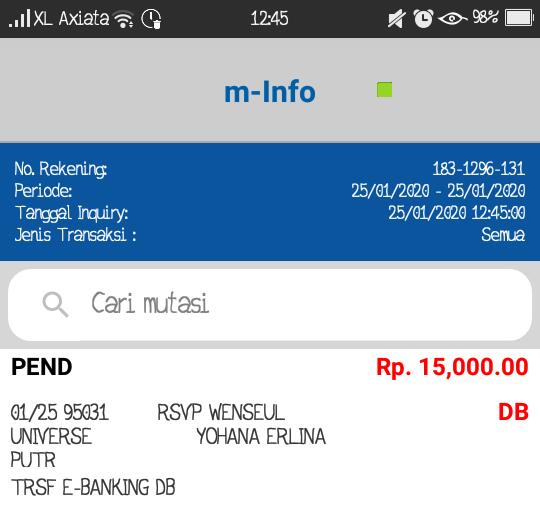 XL Axiata 12:45 98%
m-Info
No. Rekening: 183-1296-131
Periode: 25/01/2020 - 25/01/2020
Tanggal Inquiry: 25/01/2020 12:45:00
Jenis Transaksi : Semua
Cari mutasi
PEND Rp. 15,000.00
01/25 95031 RSVP WENSEUL DB
UNIVERSE YOHANA ERLINA
PUTR
TRSF E-BANKING DB